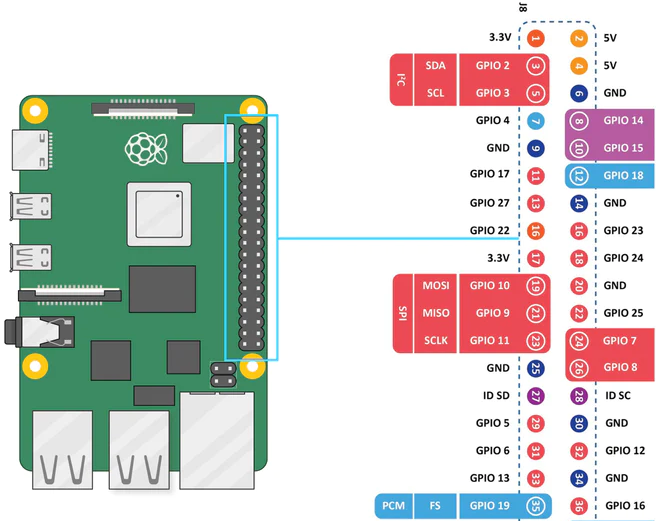 J8
3.3V 1 2 5V
SDA GPIO 2 3 4 5V
I²C
SCL GPIO 3 5 6 GND
GPIO 4 7 8 GPIO 14
GND 9 10 GPIO 15
GPIO 17 11 12 GPIO 18
GPIO 27 13 14 GND
GPIO 22 16 16 GPIO 23
3.3V 17 18 GPIO 24
MOSI GPIO 10 19 20 GND
SPI MISO GPIO 9 21 22 GPIO 25
SCLK GPIO 11 23 24 GPIO 7
GND 25 26 GPIO 8
ID SD 27 28 ID SC
GPIO 5 29 30 GND
GPIO 6 31 32 GPIO 12
GPIO 13 33 34 GND
PCM FS GPIO 19 35 36 GPIO 16